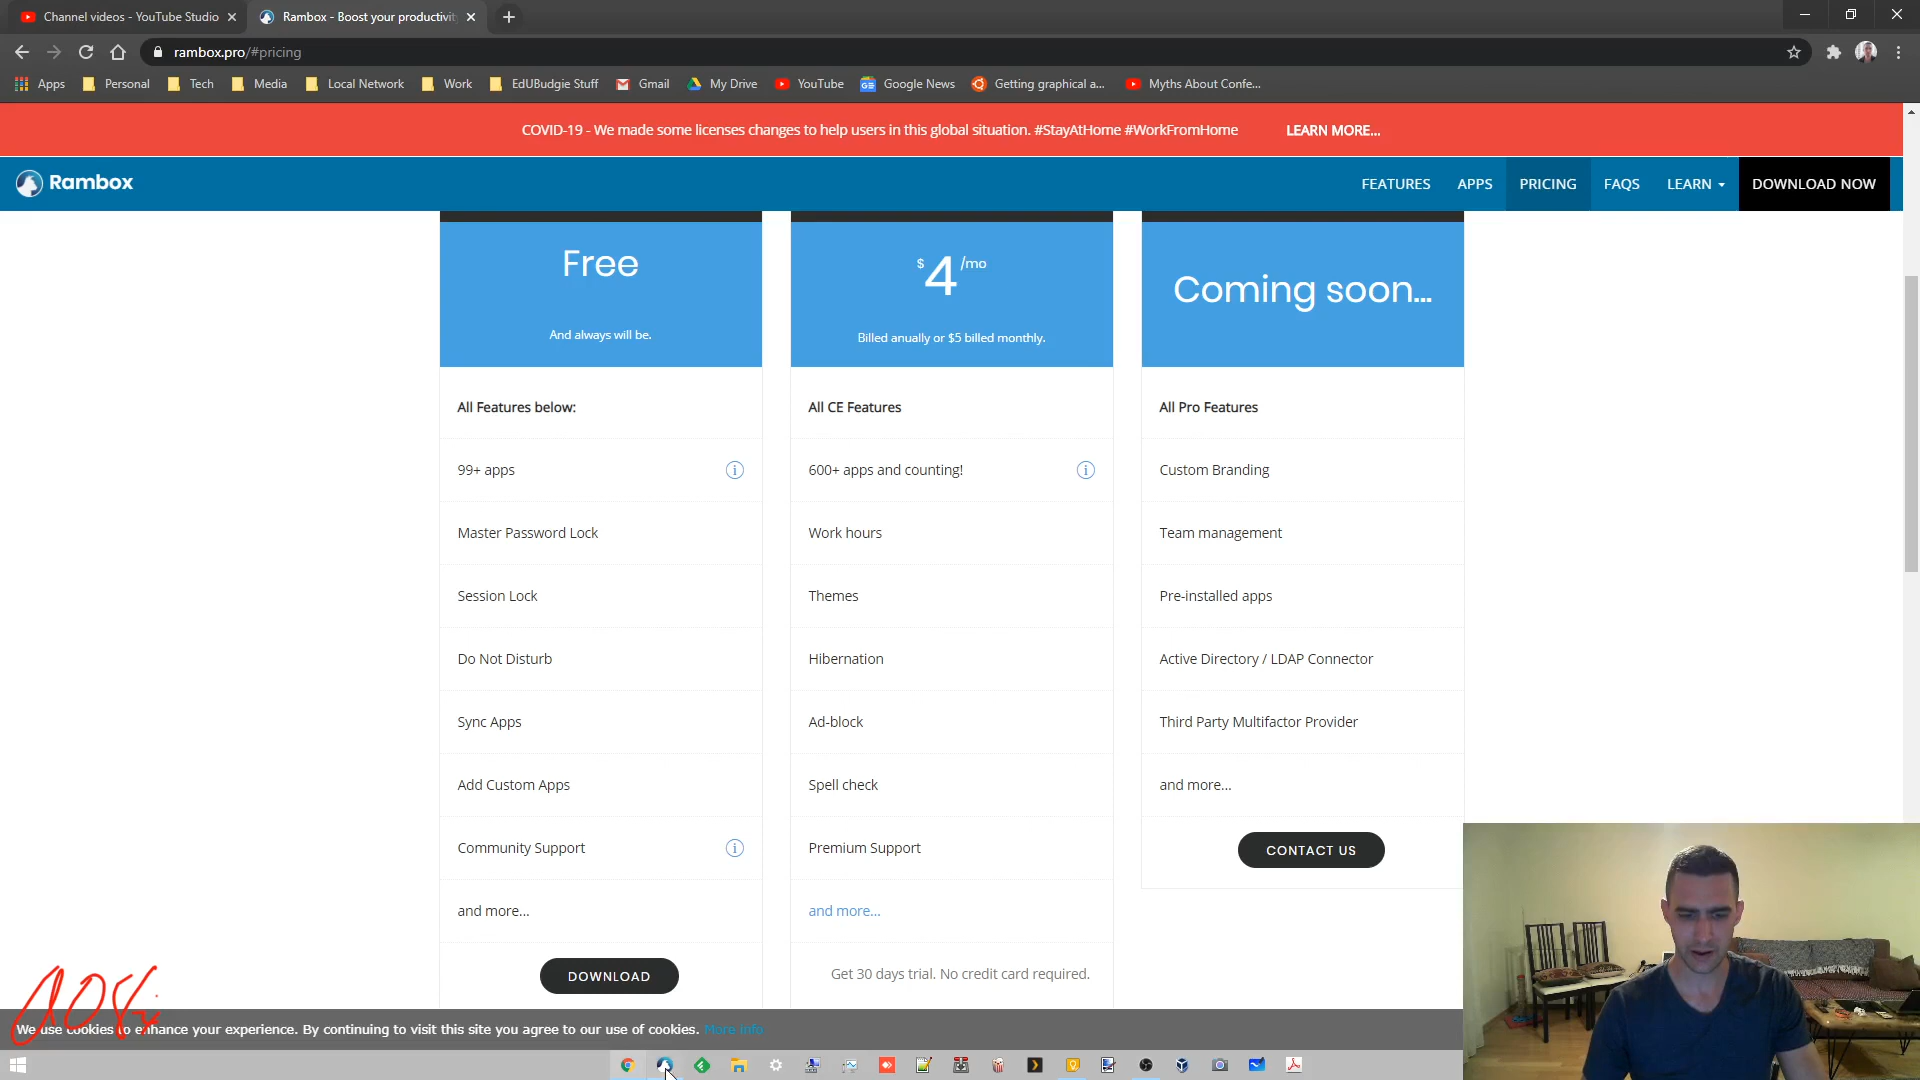 Channel videos - YouTube Studio
Rambox - Boost your productivity
rambox.pro/#pricing
Apps
Personal
Tech
Media
Local Network
Work
EdUBudgie Stuff
Gmail
My Drive
YouTube
Google News
Getting graphical a...
Myths About Confe...
COVID-19 - We made some licenses changes to help users in this global situation. #StayAtHome #WorkFromHome
LEARN MORE...
Rambox
FEATURES
APPS
PRICING
FAQS
LEARN
DOWNLOAD NOW
Free
And always will be.
$4/mo
Billed anually or $5 billed monthly.
Coming soon...
All Features below:
99+ apps
Master Password Lock
Session Lock
Do Not Disturb
Sync Apps
Add Custom Apps
Community Support
and more...
DOWNLOAD
All CE Features
600+ apps and counting!
Work hours
Themes
Hibernation
Ad-block
Spell check
Premium Support
and more...
Get 30 days trial. No credit card required.
All Pro Features
Custom Branding
Team management
Pre-installed apps
Active Directory / LDAP Connector
Third Party Multifactor Provider
and more...
CONTACT US
We use cookies to enhance your experience. By continuing to visit this site you agree to our use of cookies. More info